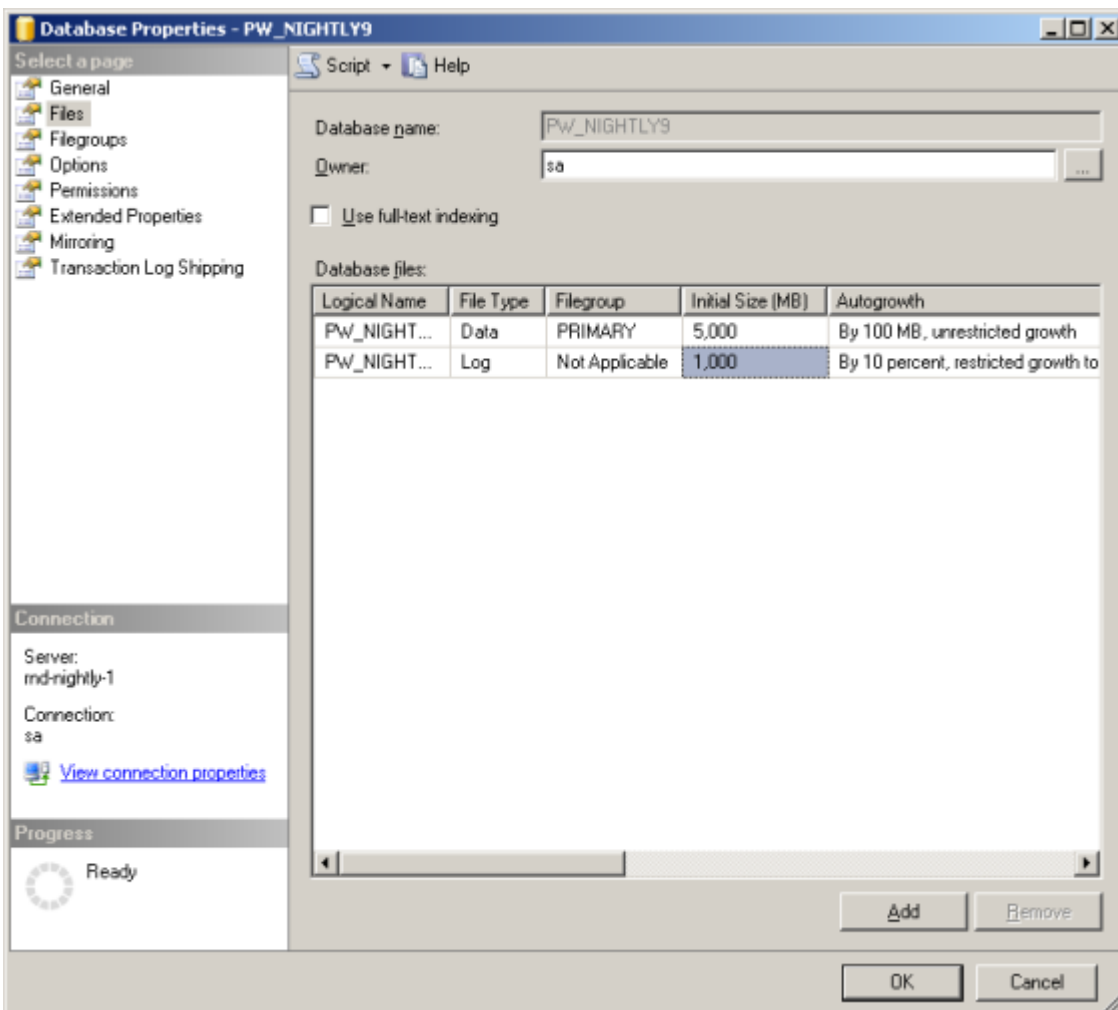 Database Properties - PW_NIGHTLY9
Select a page
General
Files
Filegroups
Options
Permissions
Extended Properties
Mirroring
Transaction Log Shipping
Connection
Server:
rnd-nightly-1
Connection:
sa
View connection properties
Progress
Ready
Script Help
Database name: PW_NIGHTLY9
Owner: sa ...
Use full-text indexing
Database files:
Logical Name File Type Filegroup Initial Size (MB) Autogrowth
PW_NIGHT... Data PRIMARY 5,000 By 100 MB, unrestricted growth
PW_NIGHT... Log Not Applicable 1,000 By 10 percent, restricted growth to
Add Remove
OK Cancel